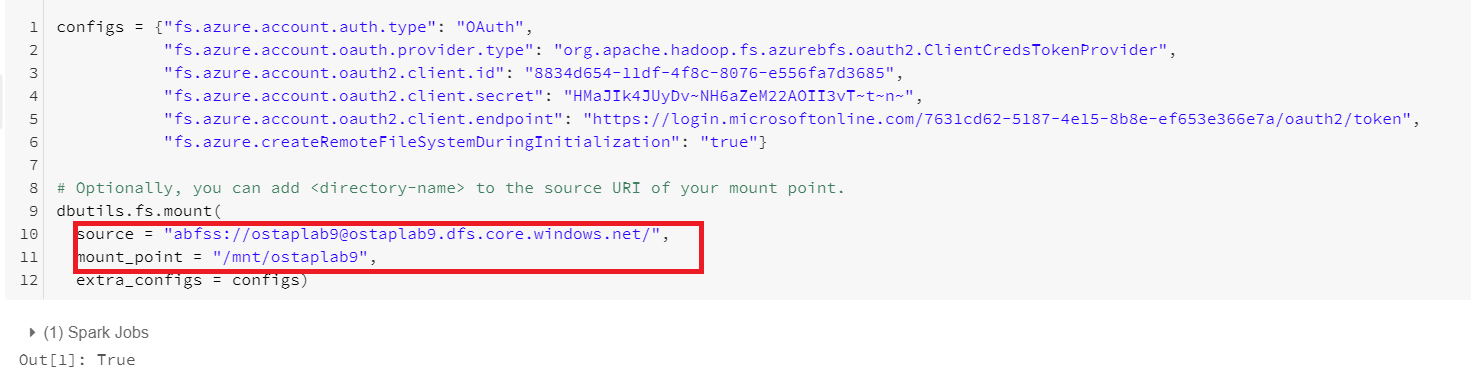 1 configs = {"fs.azure.account.auth.type": "OAuth",
2 "fs.azure.account.oauth.provider.type": "org.apache.hadoop.fs.azurebfs.oauth2.ClientCredsTokenProvider",
3 "fs.azure.account.oauth2.client.id": "8834d654-11df-4f8c-8076-e556fa7d3685",
4 "fs.azure.account.oauth2.client.secret": "HMaJIk4JUyDv~NH6aZeM22AOII3vT~t~n~",
5 "fs.azure.account.oauth2.client.endpoint": "https://login.microsoftonline.com/7631cd62-5187-4e15-8b8e-ef653e366e7a/oauth2/token",
6 "fs.azure.createRemoteFileSystemDuringInitialization": "true"}
7
8 # Optionally, you can add <directory-name> to the source URI of your mount point.
9 dbutils.fs.mount(
10 source = "abfss://ostaplab9@ostaplab9.dfs.core.windows.net/",
11 mount_point = "/mnt/ostaplab9",
12 extra_configs = configs)
(1) Spark Jobs
Out[1]: True